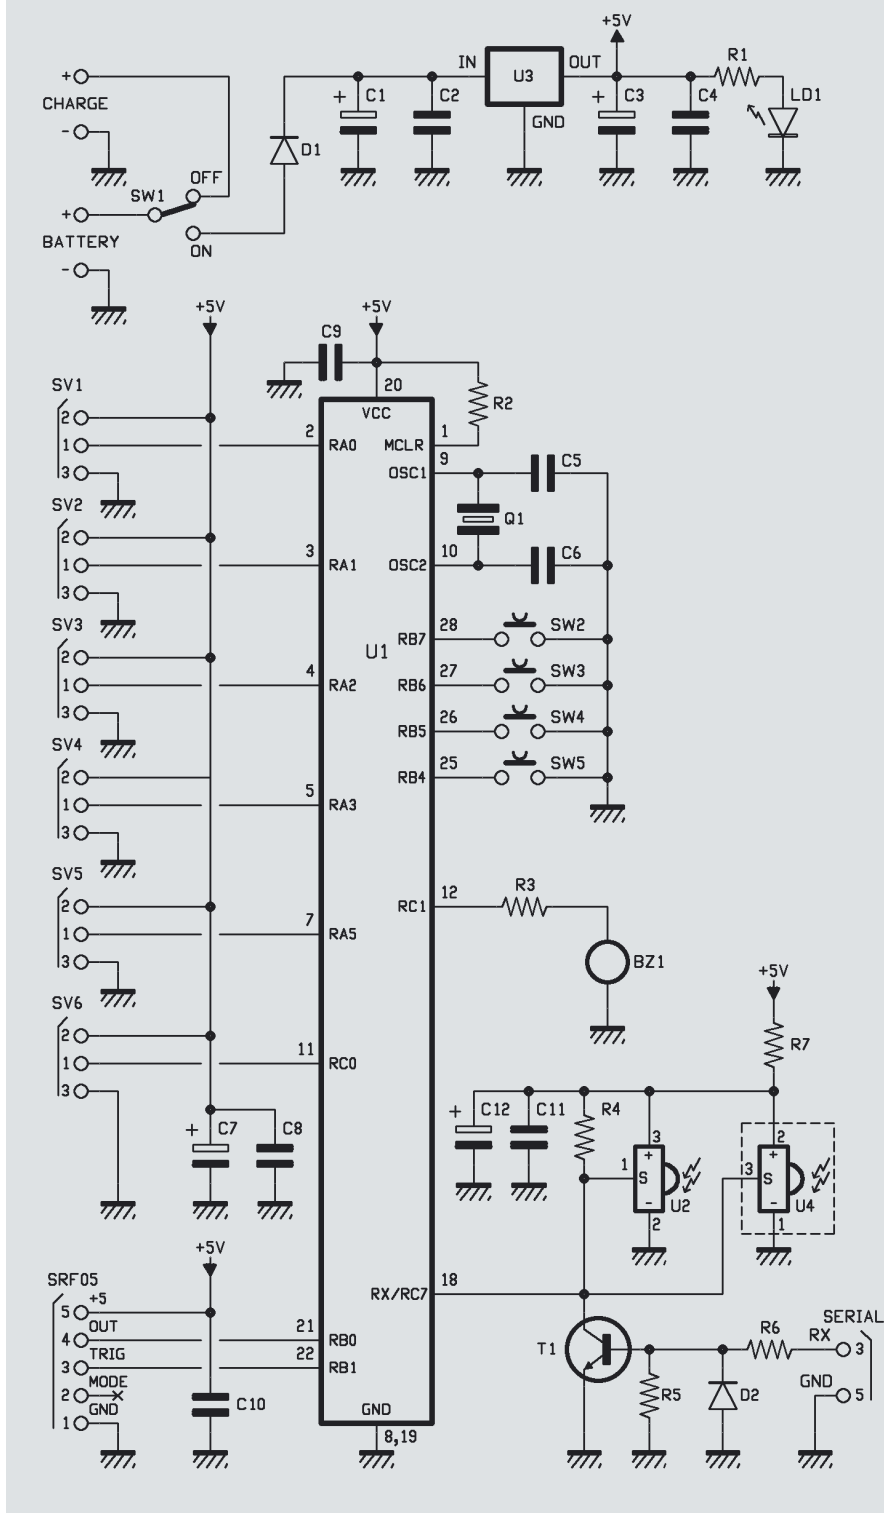 +5V
IN U3 OUT R1
+ CHARGE -
+ C1 C2 GND + C3 C4 LD1
D1
OFF
SW1
+ BATTERY -
ON
+5V +5V
C9
20
VCC
R2
SV1
2
1 2 RA0 MCLR 1
3 OSC1 9 C5
Q1
SV2
2
1 3 RA1 OSC2 10 C6
3
SV3
2 U1 RB7 28 SW2
1 4 RA2 RB6 27 SW3
3 RB5 26 SW4
SV4
2 RB4 25 SW5
1 5 RA3
3
SV5
2 RC1 12 R3
1 7 RA5
3 BZ1
+5V
SV6
2 R7
1 11 RC0
3
+ C7 C8 + C12 C11 R4
3 + 1 S - 2 U2
2 + 3 S - 1 U4
+5V
SRF05
RX/RC7 18
5 +5
4 OUT 21 RB0
3 TRIG 22 RB1
2 MODE
1 GND
C10
GND
8,19
T1 R5 D2 R6
SERIAL
RX 3
GND 5